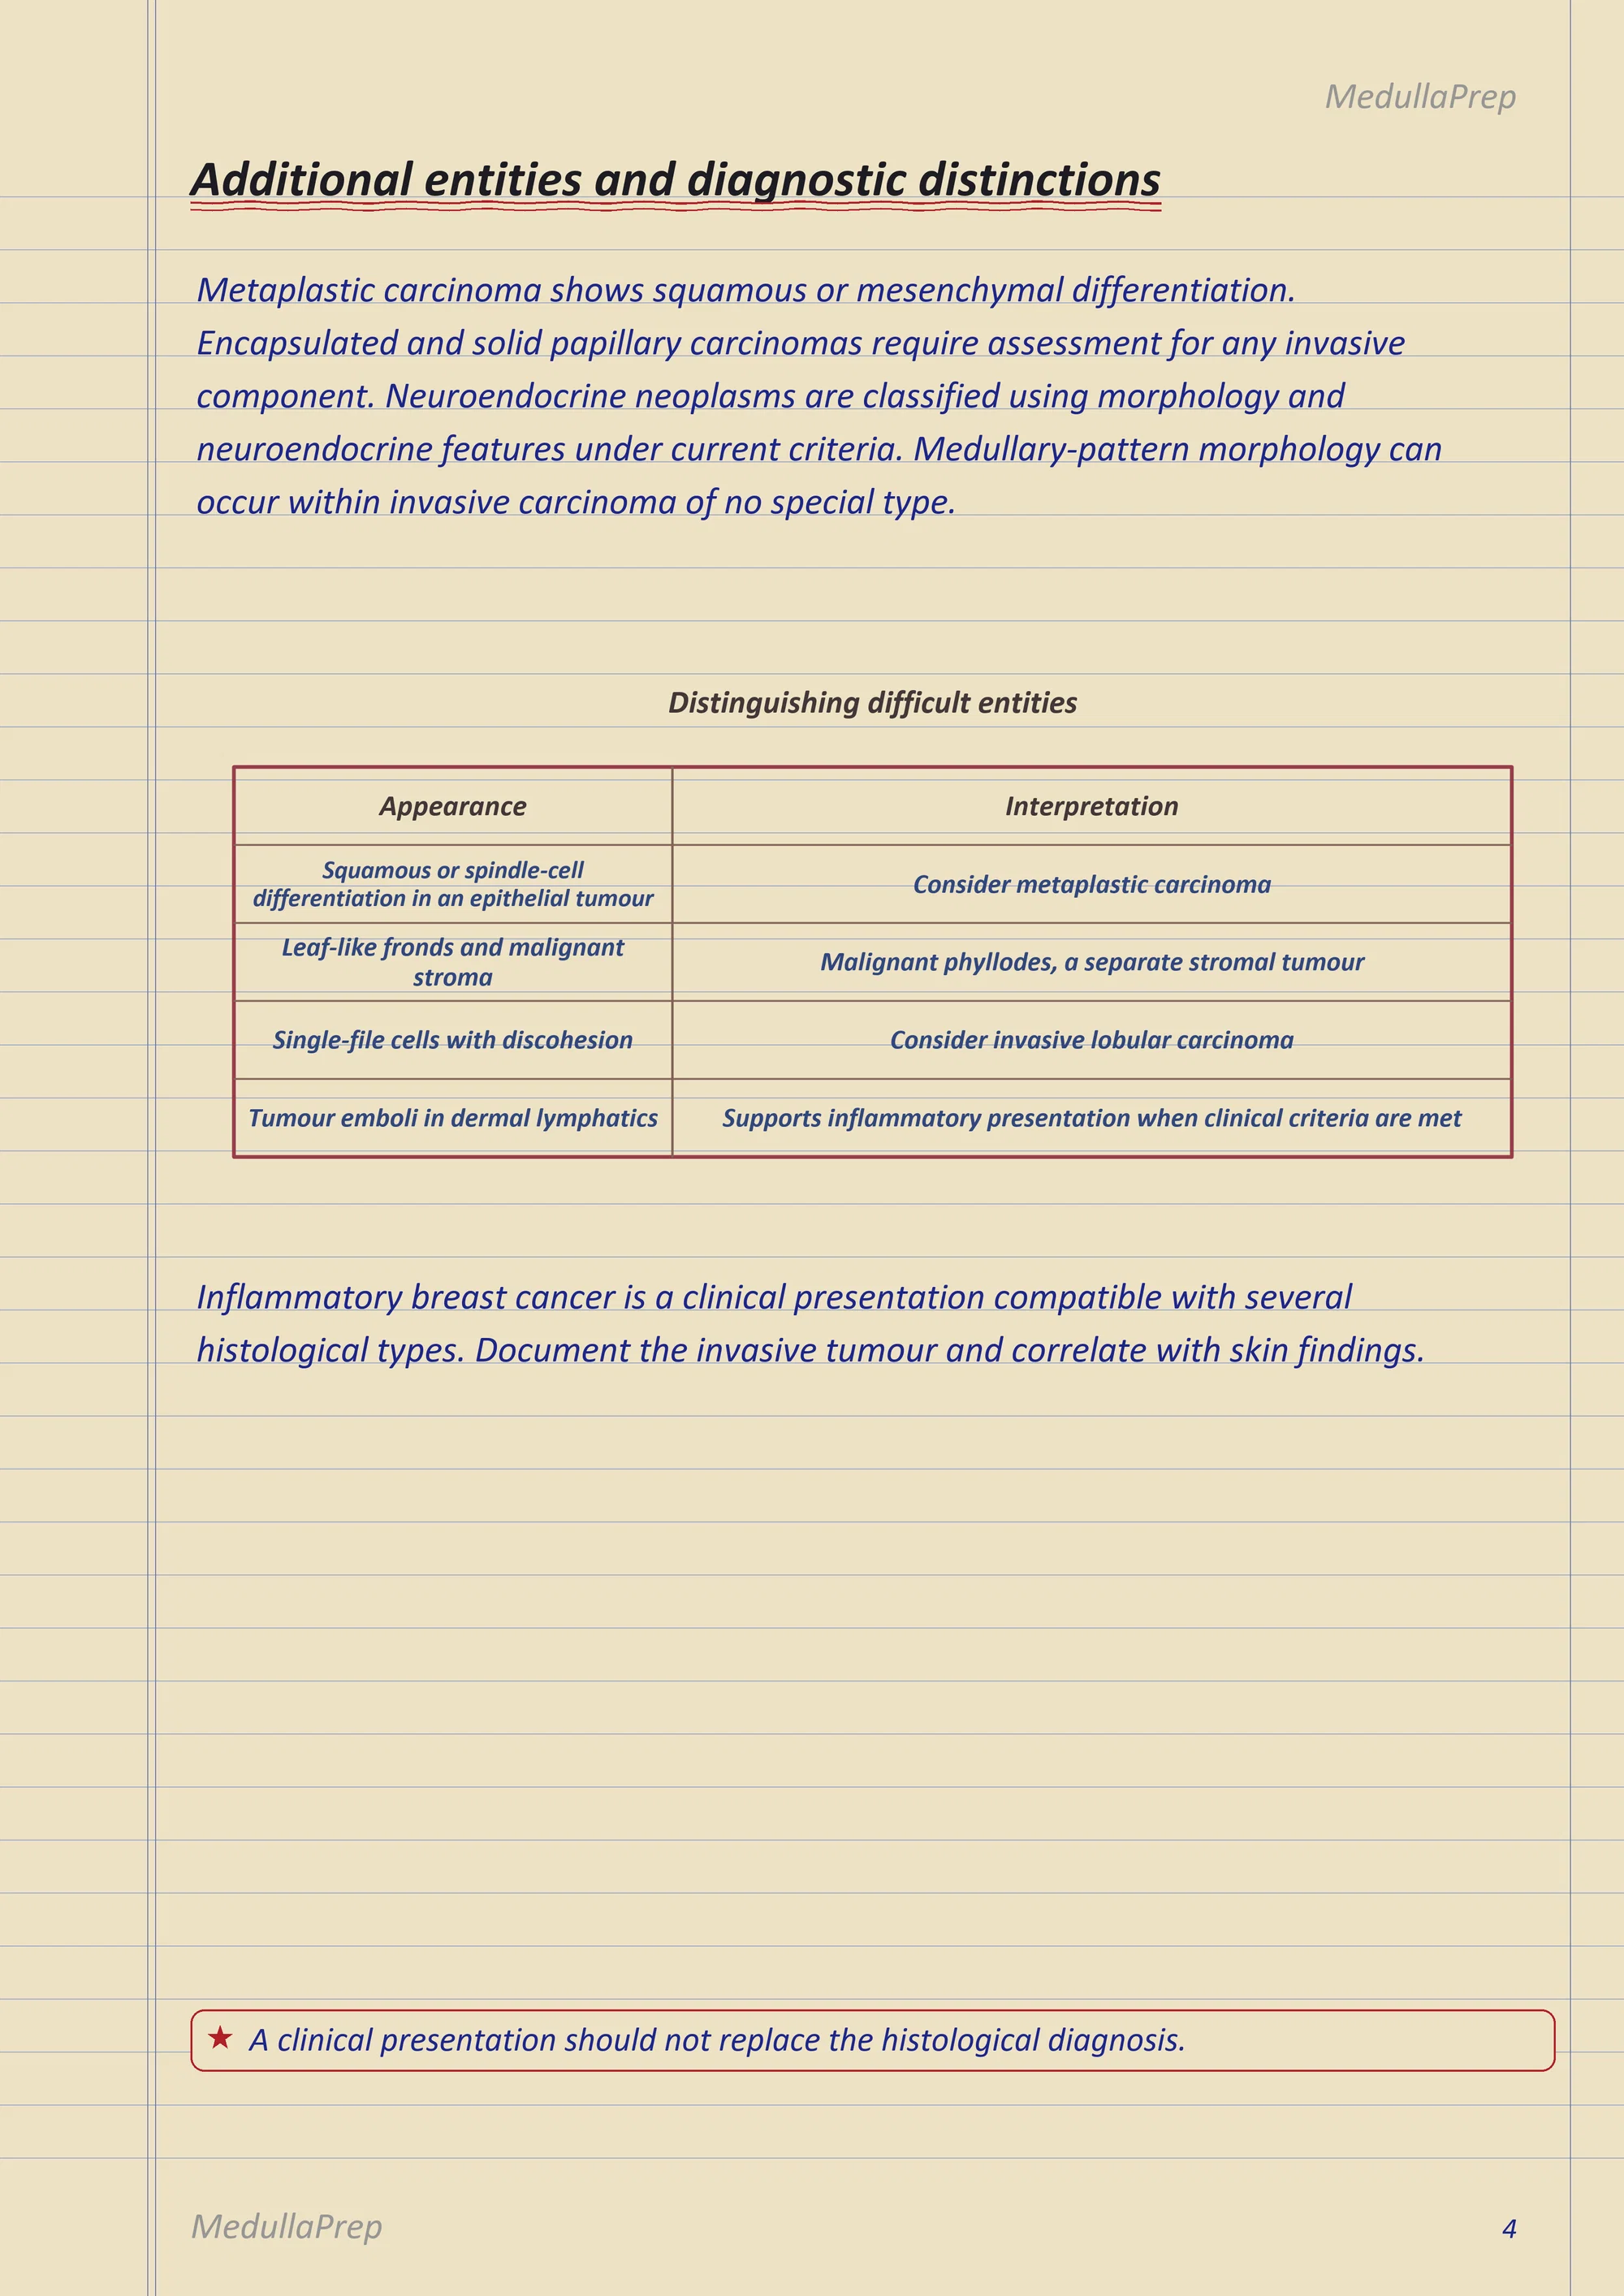 MedullaPrep
Additional entities and diagnostic distinctions
Metaplastic carcinoma shows squamous or mesenchymal differentiation.
Encapsulated and solid papillary carcinomas require assessment for any invasive
component. Neuroendocrine neoplasms are classified using morphology and
neuroendocrine features under current criteria. Medullary-pattern morphology can
occur within invasive carcinoma of no special type.
Distinguishing difficult entities
Appearance
Interpretation
Squamous or spindle-cell
differentiation in an epithelial tumour
Consider metaplastic carcinoma
Leaf-like fronds and malignant
stroma
Malignant phyllodes, a separate stromal tumour
Single-file cells with discohesion
Consider invasive lobular carcinoma
Tumour emboli in dermal lymphatics
Supports inflammatory presentation when clinical criteria are met
Inflammatory breast cancer is a clinical presentation compatible with several
histological types. Document the invasive tumour and correlate with skin findings.
★ A clinical presentation should not replace the histological diagnosis.
MedullaPrep
4